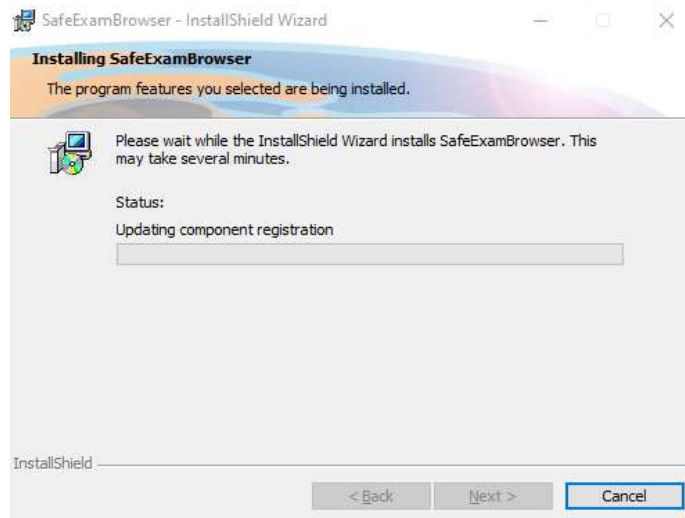 SafeExamBrowser - InstallShield Wizard
Installing SafeExamBrowser
The program features you selected are being installed.
Please wait while the InstallShield Wizard installs SafeExamBrowser. This
may take several minutes.
Status:
Updating component registration
InstallShield
< Back
Next >
Cancel